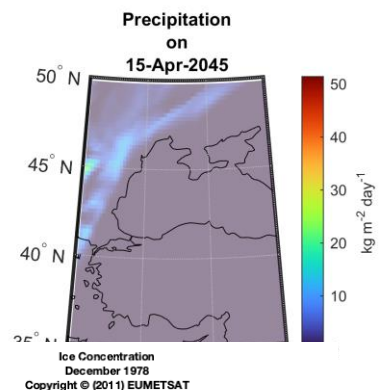 Precipitation
on
15-Apr-2045
50° N
45° N
40° N
35° N
50
40
30
20
10
kg m-2 day-1
Ice Concentration
December 1978
Copyright © (2011) EUMETSAT